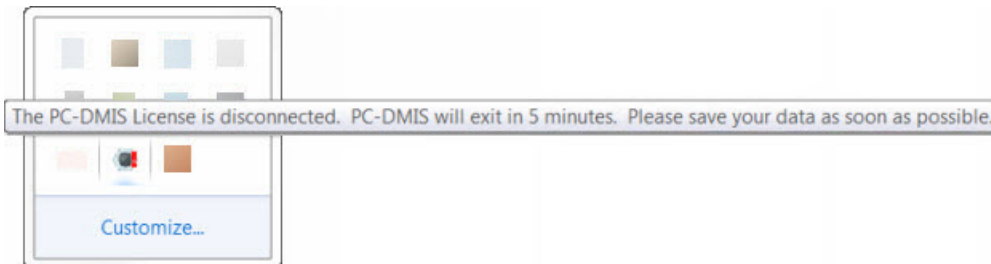 The PC-DMIS License is disconnected.  PC-DMIS will exit in 5 minutes.  Please save your data as soon as possible.
Customize...